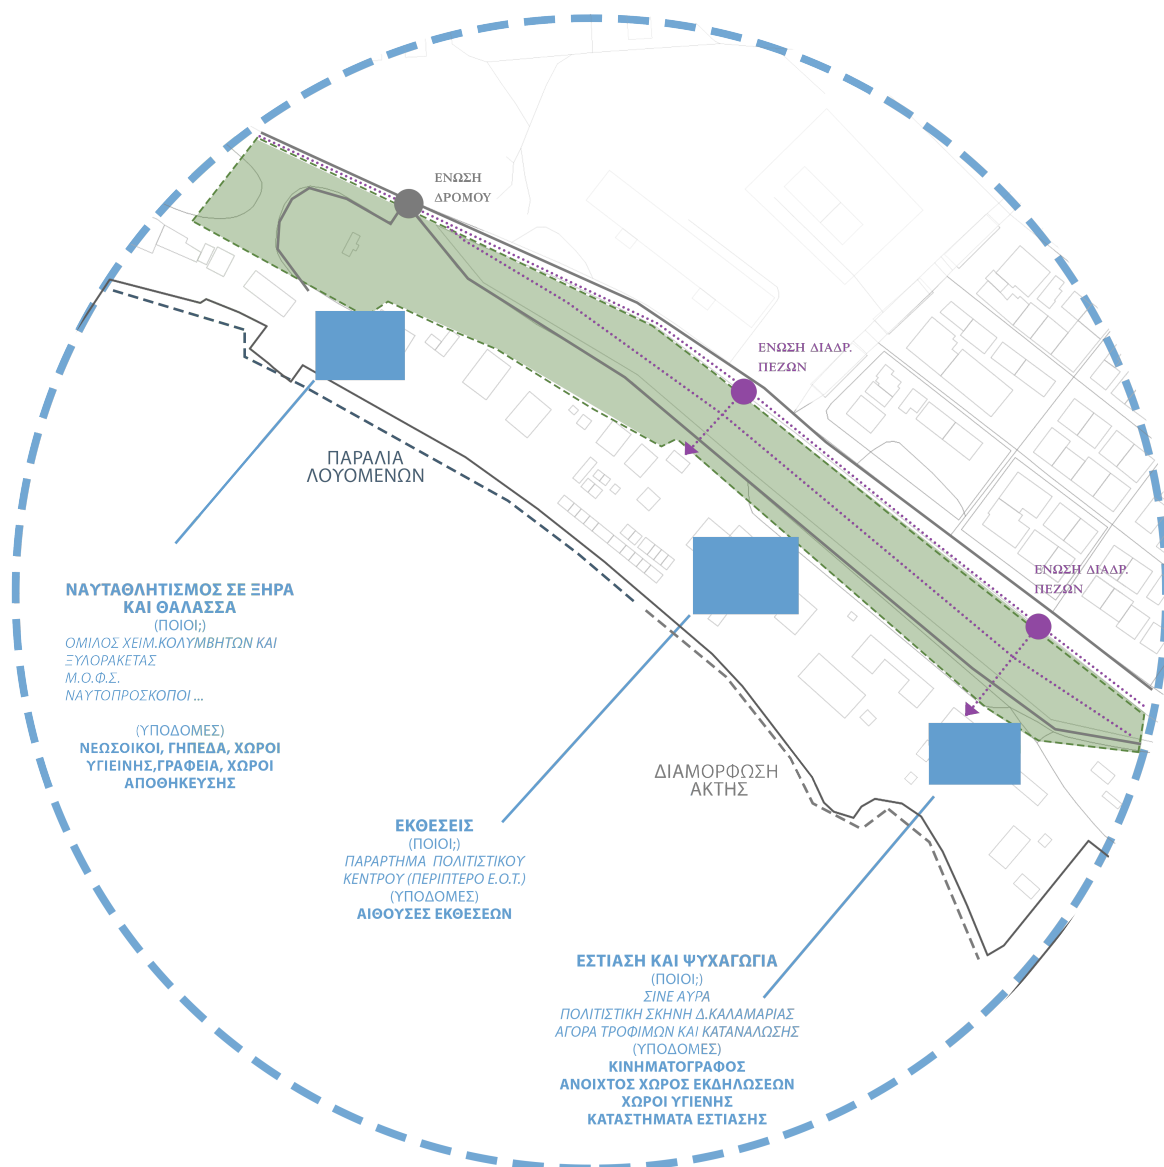 ΕΝΩΣΗ
ΔΡΟΜΟΥ
ΕΝΩΣΗ ΔΙΑΔΡ.
ΠΕΖΩΝ
ΠΑΡΑΛΙΑ
ΛΟΥΟΜΕΝΩΝ
ΕΝΩΣΗ ΔΙΑΔΡ.
ΠΕΖΩΝ
ΝΑΥΤΑΘΛΗΤΙΣΜΟΣ ΣΕ ΞΗΡΑ
ΚΑΙ ΘΑΛΑΣΣΑ
(ΠΟΙΟΙ;)
ΟΜΙΛΟΣ ΧΕΙΜ.ΚΟΛΥΜΒΗΤΩΝ ΚΑΙ
ΞΥΛΟΡΑΚΕΤΑΣ
Μ.Ο.Φ.Σ.
ΝΑΥΤΟΠΡΟΣΚΟΠΟΙ ...
(ΥΠΟΔΟΜΕΣ)
ΝΕΩΣΟΙΚΟΙ, ΓΗΠΕΔΑ, ΧΩΡΟΙ
ΥΓΙΕΙΝΗΣ,ΓΡΑΦΕΙΑ, ΧΩΡΟΙ
ΑΠΟΘΗΚΕΥΣΗΣ
ΔΙΑΜΟΡΦΩΣΗ
ΑΚΤΗΣ
ΕΚΘΕΣΕΙΣ
(ΠΟΙΟΙ;)
ΠΑΡΑΡΤΗΜΑ ΠΟΛΙΤΙΣΤΙΚΟΥ
ΚΕΝΤΡΟΥ (ΠΕΡΙΠΤΕΡΟ Ε.Ο.Τ.)
(ΥΠΟΔΟΜΕΣ)
ΑΙΘΟΥΣΕΣ ΕΚΘΕΣΕΩΝ
ΕΣΤΙΑΣΗ ΚΑΙ ΨΥΧΑΓΩΓΙΑ
(ΠΟΙΟΙ;)
ΣΙΝΕ ΑΥΡΑ
ΠΟΛΙΤΙΣΤΙΚΗ ΣΚΗΝΗ Δ.ΚΑΛΑΜΑΡΙΑΣ
ΑΓΟΡΑ ΤΡΟΦΙΜΩΝ ΚΑΙ ΚΑΤΑΝΑΛΩΣΗΣ
(ΥΠΟΔΟΜΕΣ)
ΚΙΝΗΜΑΤΟΓΡΑΦΟΣ
ΑΝΟΙΧΤΟΣ ΧΩΡΟΣ ΕΚΔΗΛΩΣΕΩΝ
ΧΩΡΟΙ ΥΓΙΕΝΗΣ
ΚΑΤΑΣΤΗΜΑΤΑ ΕΣΤΙΑΣΗΣ